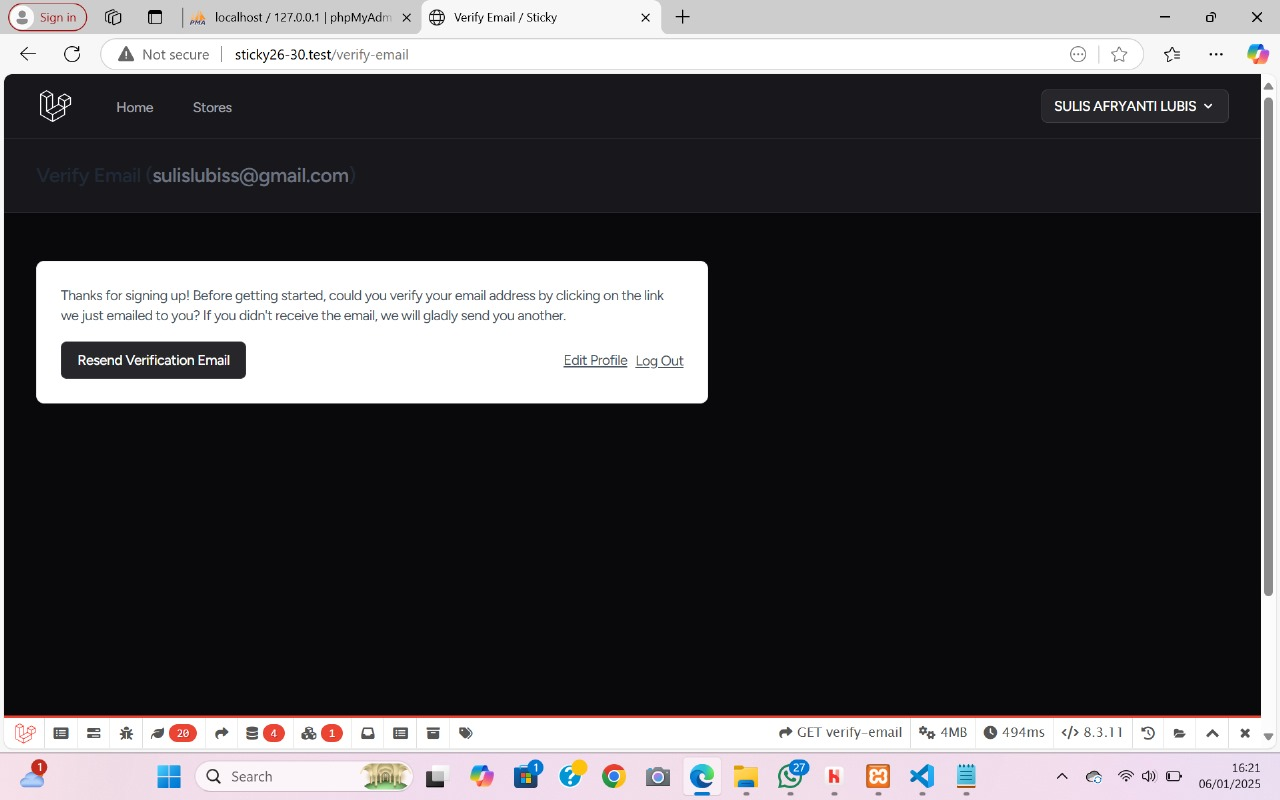 Sign in
localhost / 127.0.0.1 | phpMyAdm
Verify Email / Sticky
Not secure
sticky26-30.test/verify-email
Home
Stores
SULIS AFRYANTI LUBIS
Verify Email (sulislubiss@gmail.com)
Thanks for signing up! Before getting started, could you verify your email address by clicking on the link
we just emailed to you? If you didn't receive the email, we will gladly send you another.
Resend Verification Email
Edit Profile
Log Out
20
4
1
GET verify-email
4MB
494ms
8.3.11
1
Search
1
27
16:21
06/01/2025